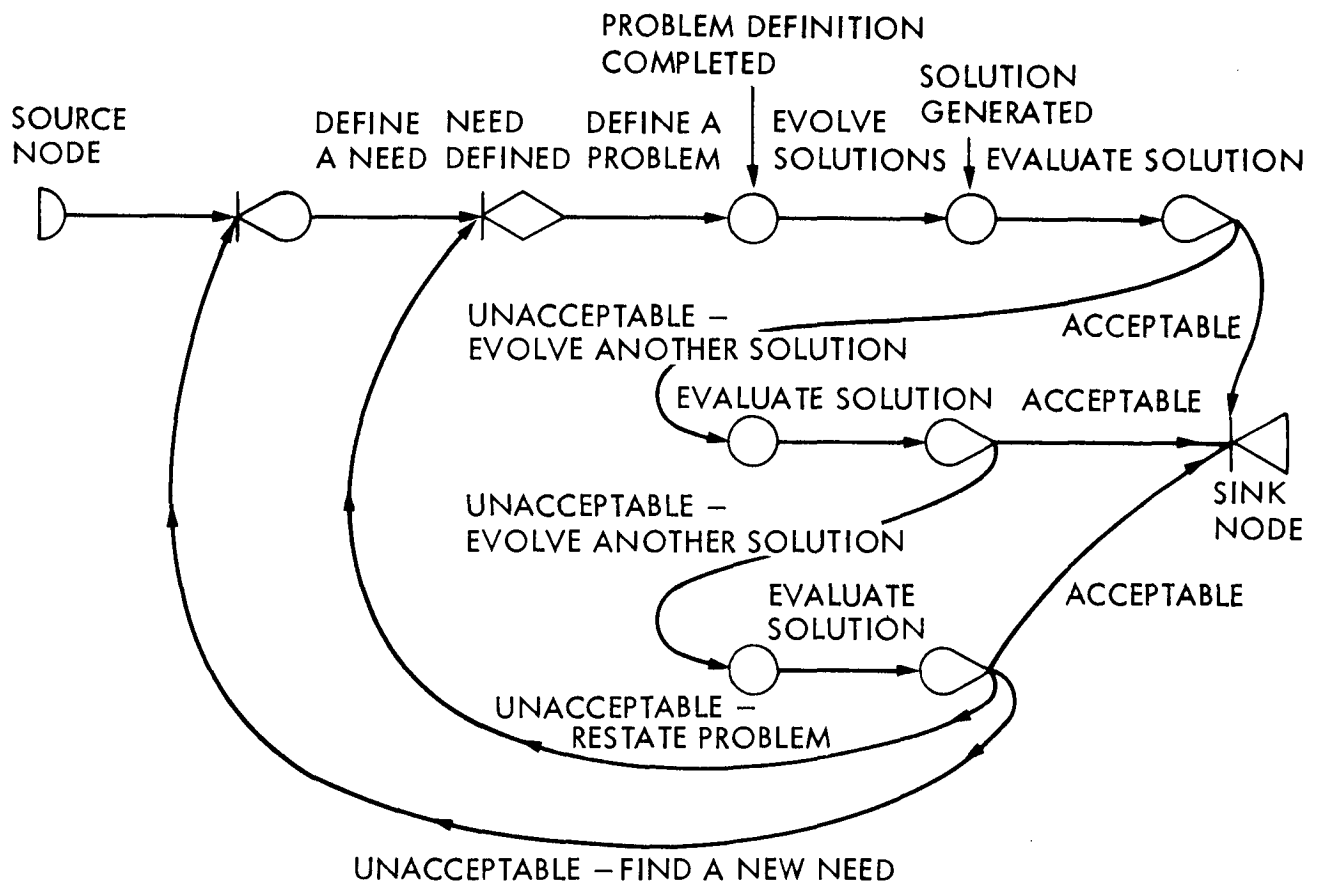 PROBLEM DEFINITION
COMPLETED
SOLUTION
GENERATED
SOURCE
NODE
DEFINE
A NEED
NEED
DEFINED
DEFINE A
PROBLEM
EVOLVE
SOLUTIONS
EVALUATE SOLUTION
UNACCEPTABLE –
EVOLVE ANOTHER SOLUTION
ACCEPTABLE
EVALUATE SOLUTION
ACCEPTABLE
SINK
NODE
UNACCEPTABLE –
EVOLVE ANOTHER SOLUTION
EVALUATE
SOLUTION
ACCEPTABLE
UNACCEPTABLE –
RESTATE PROBLEM
UNACCEPTABLE – FIND A NEW NEED